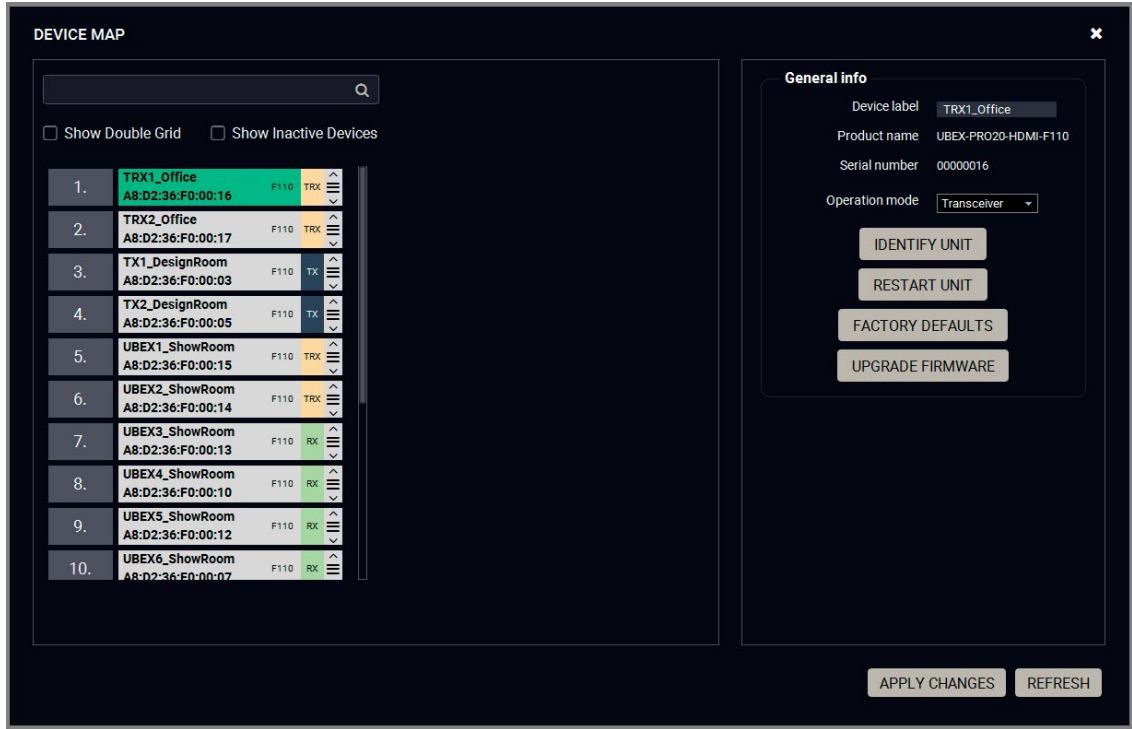 DEVICE MAP
Show Double Grid Show Inactive Devices
1. TRX1_Office F110 TRX
A8:D2:36:F0:00:16
2. TRX2_Office F110 TRX
A8:D2:36:F0:00:17
3. TX1_DesignRoom F110 TX
A8:D2:36:F0:00:03
4. TX2_DesignRoom F110 TX
A8:D2:36:F0:00:05
5. UBEX1_ShowRoom F110 TRX
A8:D2:36:F0:00:15
6. UBEX2_ShowRoom F110 TRX
A8:D2:36:F0:00:14
7. UBEX3_ShowRoom F110 RX
A8:D2:36:F0:00:13
8. UBEX4_ShowRoom F110 RX
A8:D2:36:F0:00:10
9. UBEX5_ShowRoom F110 RX
A8:D2:36:F0:00:12
10. UBEX6_ShowRoom F110 RX
A8:D2:36:F0:00:07
General info
Device label TRX1_Office
Product name UBEX-PRO20-HDMI-F110
Serial number 00000016
Operation mode Transceiver
IDENTIFY UNIT
RESTART UNIT
FACTORY DEFAULTS
UPGRADE FIRMWARE
APPLY CHANGES REFRESH